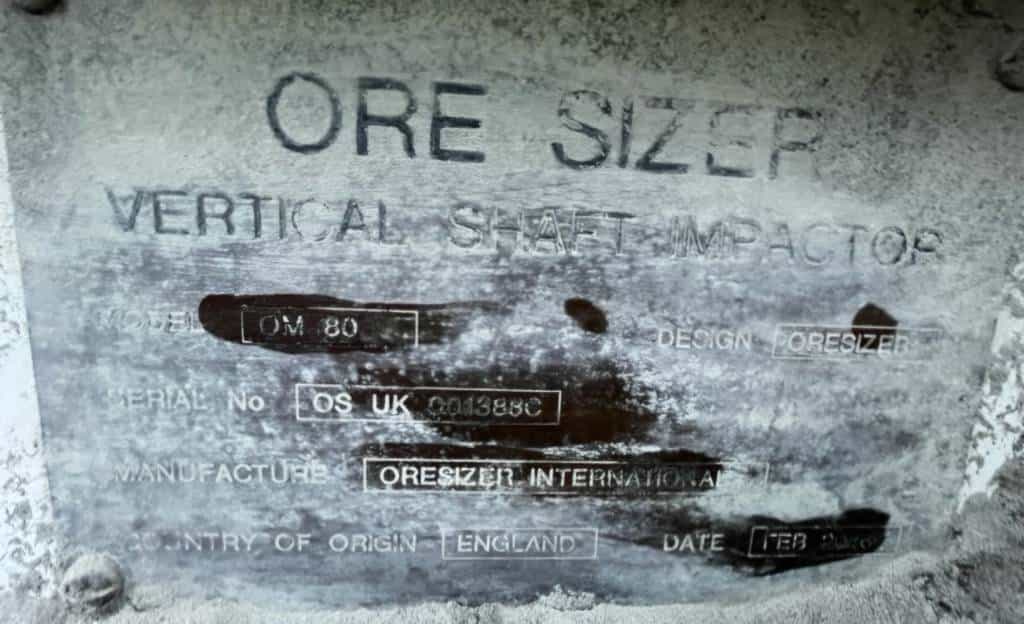 ORE SIZER
VERTICAL SHAFT IMPACTOR
MODEL OM 80 DESIGN ORESIZER
SERIAL No OS UK 001388C
MANUFACTURE ORESIZER INTERNATIONAL
COUNTRY OF ORIGIN ENGLAND DATE FEB